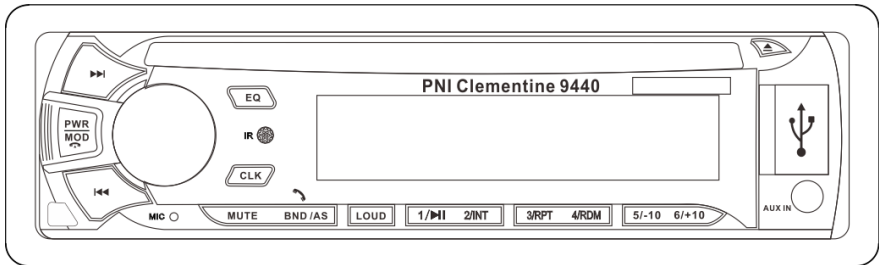 PNI Clementine 9440
EQ
PWR
MOD
IR
CLK
MIC
MUTE BND /AS LOUD 1/▶II 2/INT 3/RPT 4/RDM 5/-10 6/+10
AUX IN